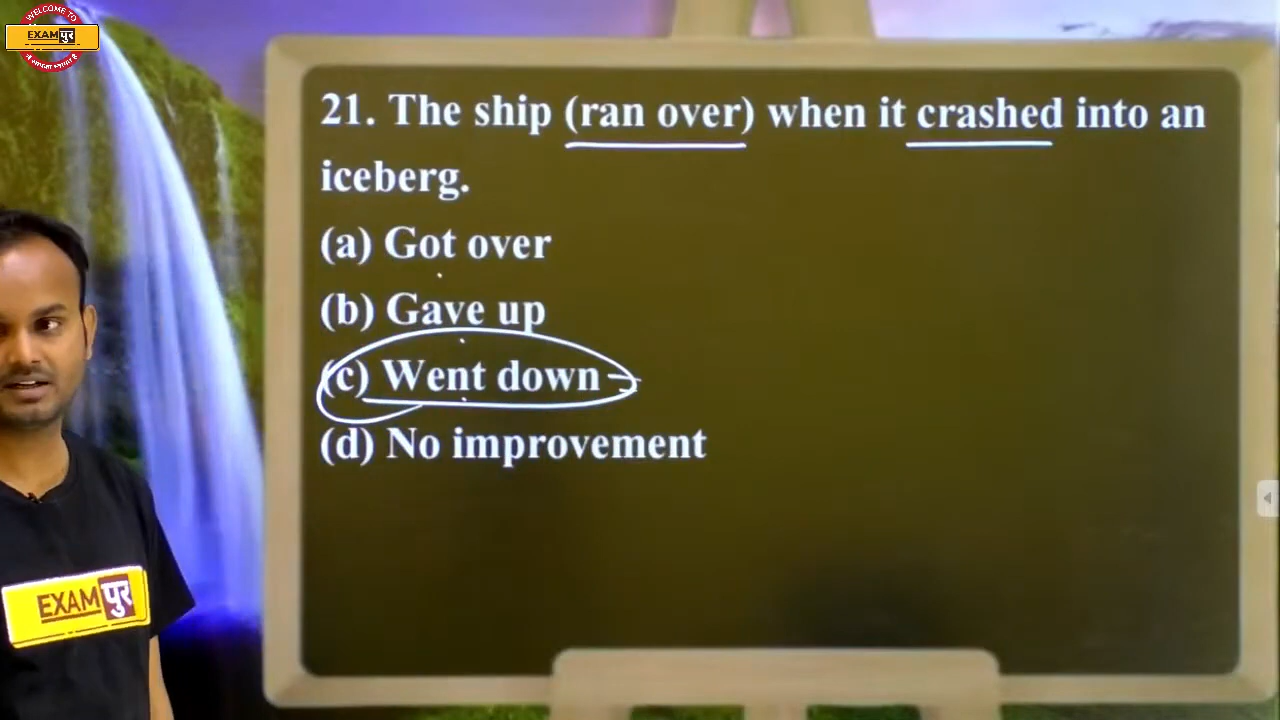 WELCOME TO
EXAMपुर
21. The ship (ran over) when it crashed into an
iceberg.
(a) Got over
(b) Gave up
(c) Went down
(d) No improvement
EXAMपुर